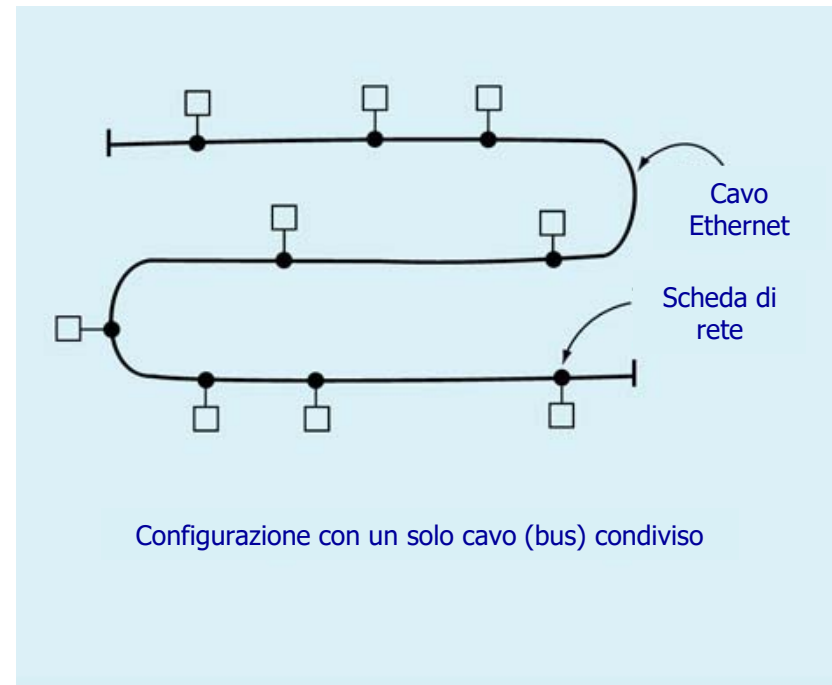 Cavo
Ethernet
Scheda di
rete
Configurazione con un solo cavo (bus) condiviso